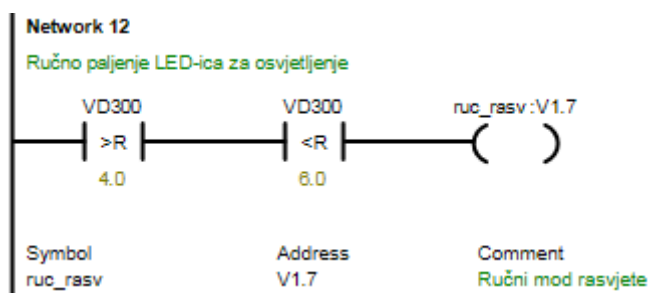 Network 12
Ručno paljenje LED-ica za osvjetljenje
VD300 VD300 ruc_rasv:V1.7
>R <R
4.0 6.0
Symbol Address Comment
ruc_rasv V1.7 Ručni mod rasvjete